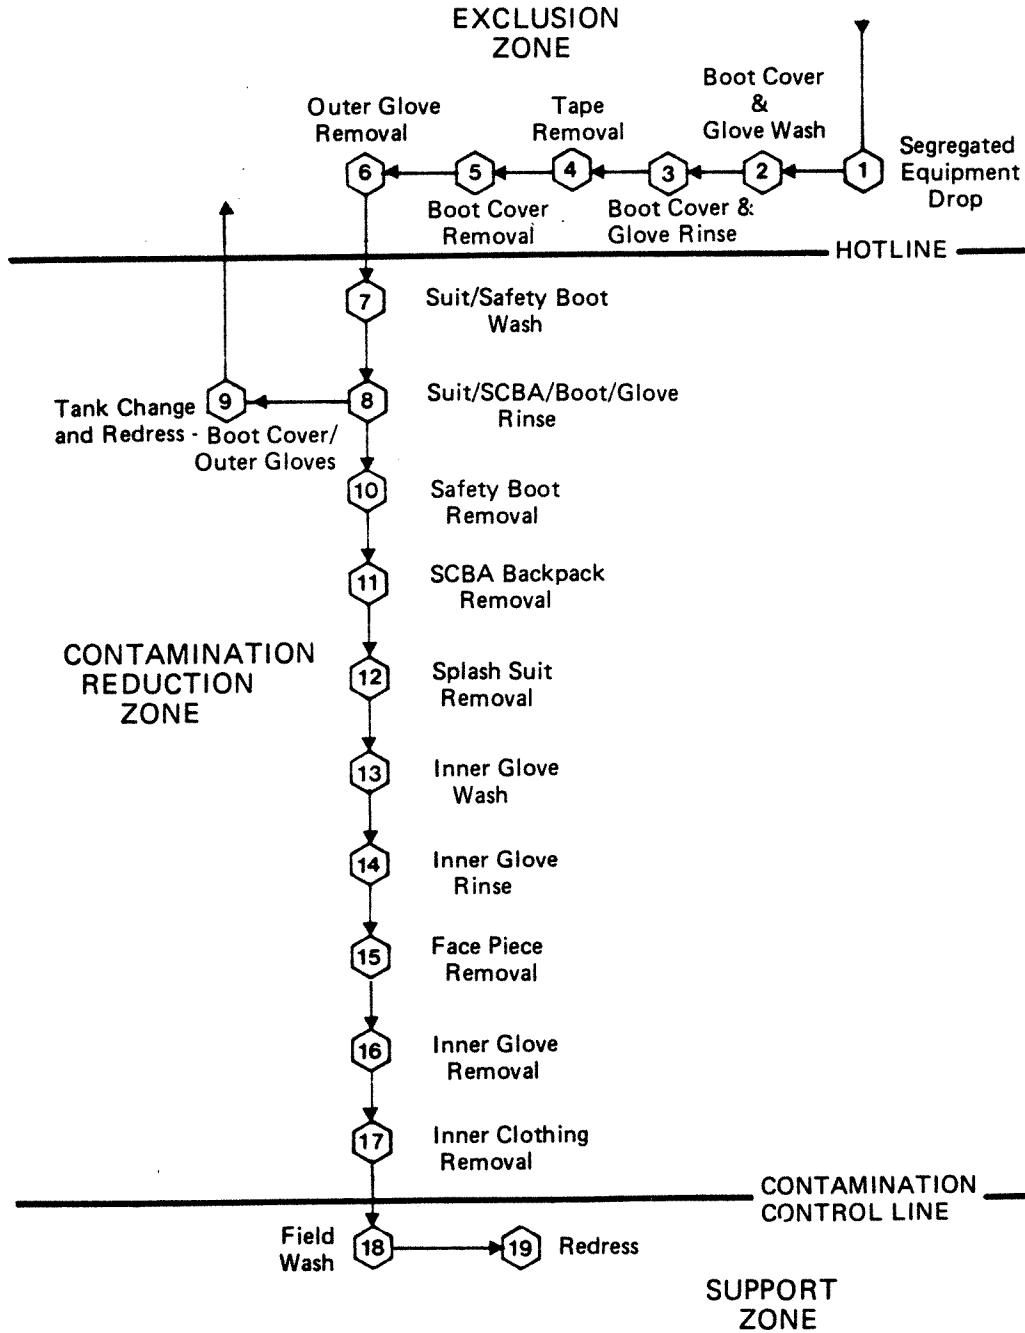 EXCLUSION
ZONE
Boot Cover
&
Glove Wash
Outer Glove
Removal
Tape
Removal
Segregated
Equipment
Drop
6
5
4
3
2
1
Boot Cover
Removal
Boot Cover &
Glove Rinse
HOTLINE
7
Suit/Safety Boot
Wash
Tank Change
and Redress - Boot Cover/
Outer Gloves
9
8
Suit/SCBA/Boot/Glove
Rinse
10
Safety Boot
Removal
11
SCBA Backpack
Removal
CONTAMINATION
REDUCTION
ZONE
12
Splash Suit
Removal
13
Inner Glove
Wash
14
Inner Glove
Rinse
15
Face Piece
Removal
16
Inner Glove
Removal
17
Inner Clothing
Removal
CONTAMINATION
CONTROL LINE
Field
Wash
18
19
Redress
SUPPORT
ZONE